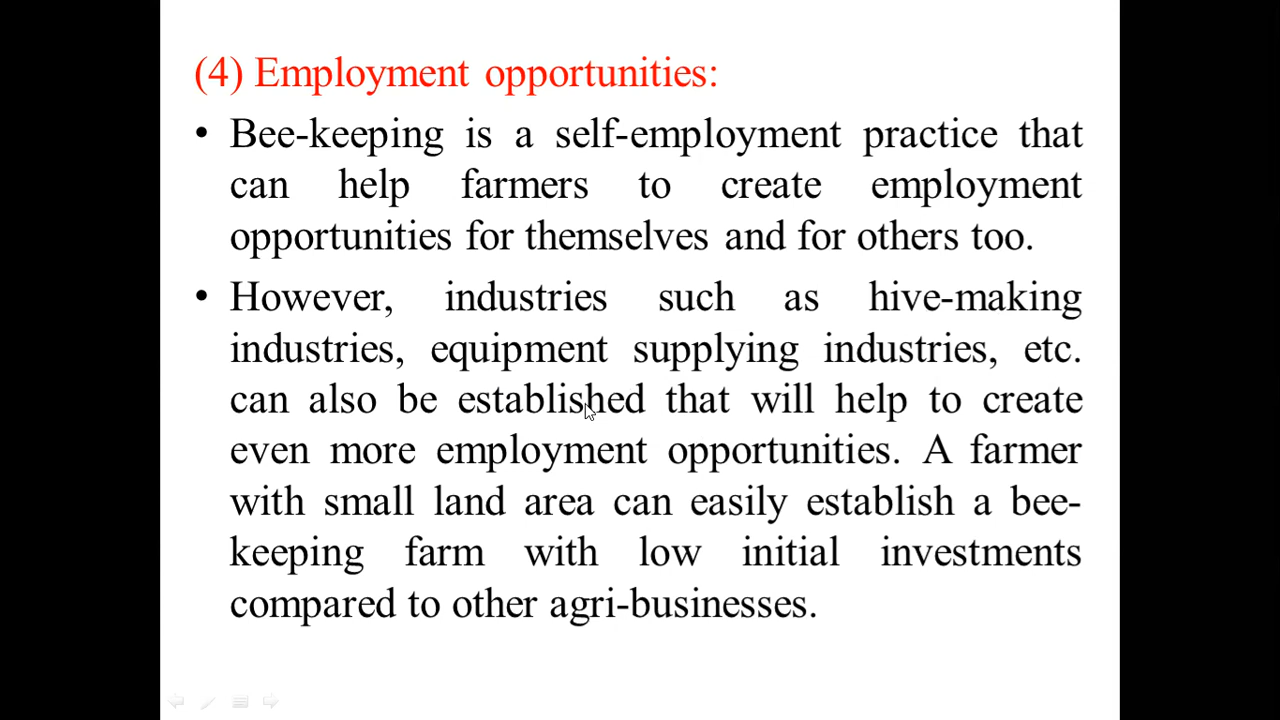 (4) Employment opportunities:
• Bee-keeping is a self-employment practice that
can help farmers to create employment
opportunities for themselves and for others too.
• However, industries such as hive-making
industries, equipment supplying industries, etc.
can also be established that will help to create
even more employment opportunities. A farmer
with small land area can easily establish a bee-
keeping farm with low initial investments
compared to other agri-businesses.